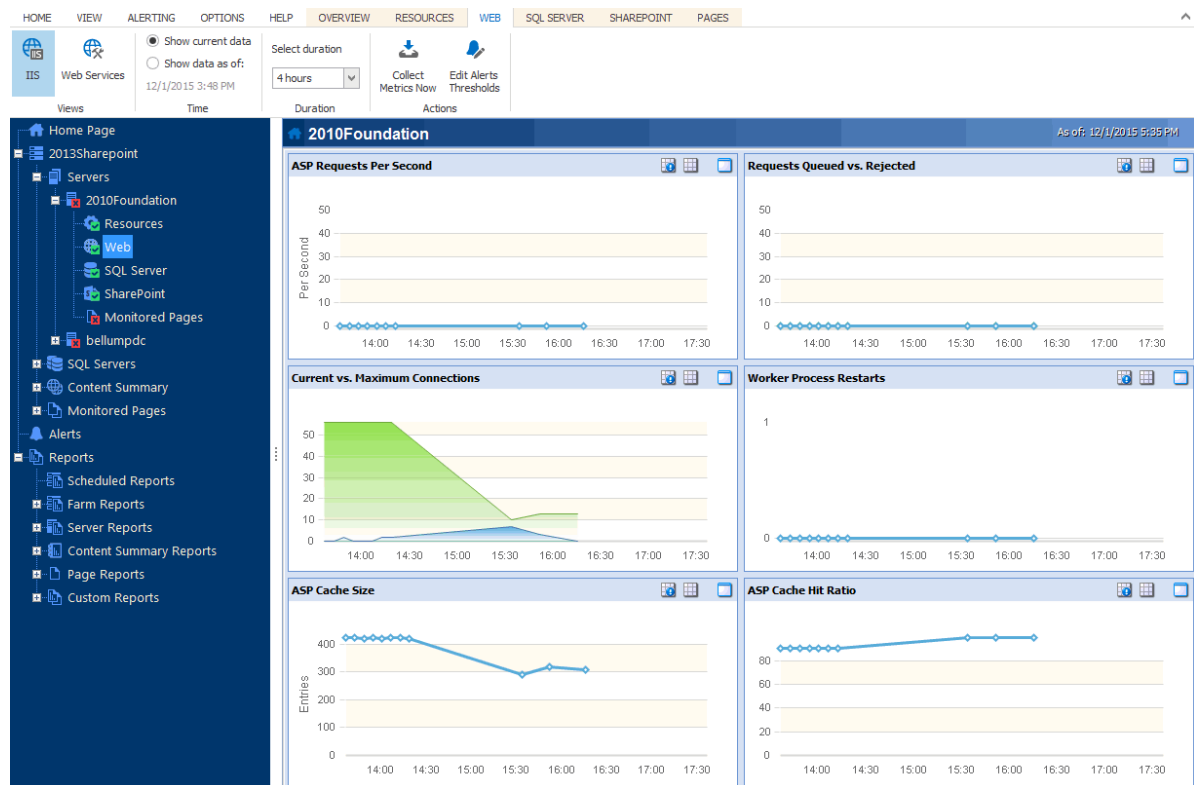 HOME VIEW ALERTING OPTIONS HELP OVERVIEW RESOURCES WEB SQL SERVER SHAREPOINT PAGES
IIS
Web Services
Views
Show current data
Show data as of:
12/1/2015 3:48 PM
Time
Select duration
4 hours
Duration
Collect
Metrics Now
Edit Alerts
Thresholds
Actions
Home Page
2013Sharepoint
Servers
2010Foundation
Resources
Web
SQL Server
SharePoint
Monitored Pages
bellumpdc
SQL Servers
Content Summary
Monitored Pages
Alerts
Reports
Scheduled Reports
Farm Reports
Server Reports
Content Summary Reports
Page Reports
Custom Reports
2010Foundation
As of: 12/1/2015 5:35 PM
ASP Requests Per Second
Per Second
50
40
30
20
10
0
14:00 14:30 15:00 15:30 16:00 16:30 17:00 17:30
Requests Queued vs. Rejected
50
40
30
20
10
0
14:00 14:30 15:00 15:30 16:00 16:30 17:00 17:30
Current vs. Maximum Connections
50
40
30
20
10
0
14:00 14:30 15:00 15:30 16:00 16:30 17:00 17:30
Worker Process Restarts
1
0
14:00 14:30 15:00 15:30 16:00 16:30 17:00 17:30
ASP Cache Size
Entries
400
300
200
100
0
14:00 14:30 15:00 15:30 16:00 16:30 17:00 17:30
ASP Cache Hit Ratio
80
60
40
20
0
14:00 14:30 15:00 15:30 16:00 16:30 17:00 17:30